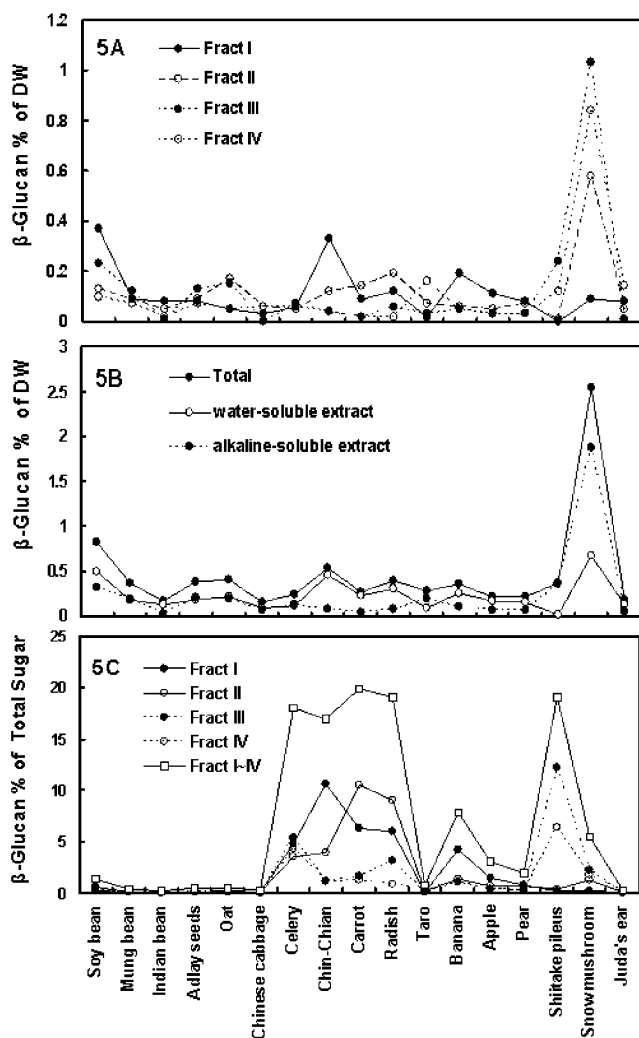 1.2
1
0.8
0.6
0.4
0.2
0
β-Glucan % of DW
5A
Fract I
Fract II
Fract III
Fract IV
3
2.5
2
1.5
1
0.5
0
β-Glucan % of DW
5B
Total
water-soluble extract
alkaline-soluble extract
25
20
15
10
5
0
β-Glucan % of Total Sugar
5C
Fract I
Fract II
Fract III
Fract IV
Fract I~IV
Soy bean
Mung bean
Indian bean
Adlay seeds
Oat
Chinese cabbage
Celery
Chin-Chian
Carrot
Radish
Taro
Banana
Apple
Pear
Shiitake pileus
Snowmushroom
Juda's ear